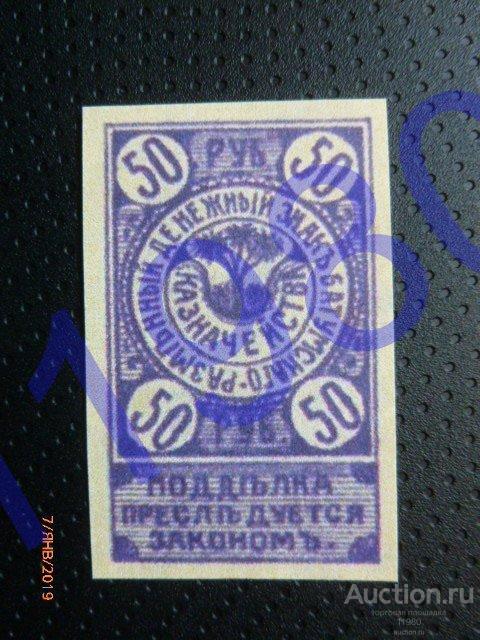 50 РУБ 50
РАЗМѢННЫЙ ДЕНЕЖНЫЙ ЗНАКЪ БАТУМСКАГО
КАЗНАЧЕЙСТВА
50 РУБ. 50
ПОДДѢЛКА
ПРЕСЛѢДУЕТСЯ
ЗАКОНОМЪ.
7/ЯНВ/2019
Auction.ru
торговая площадка
11980
auction.ru